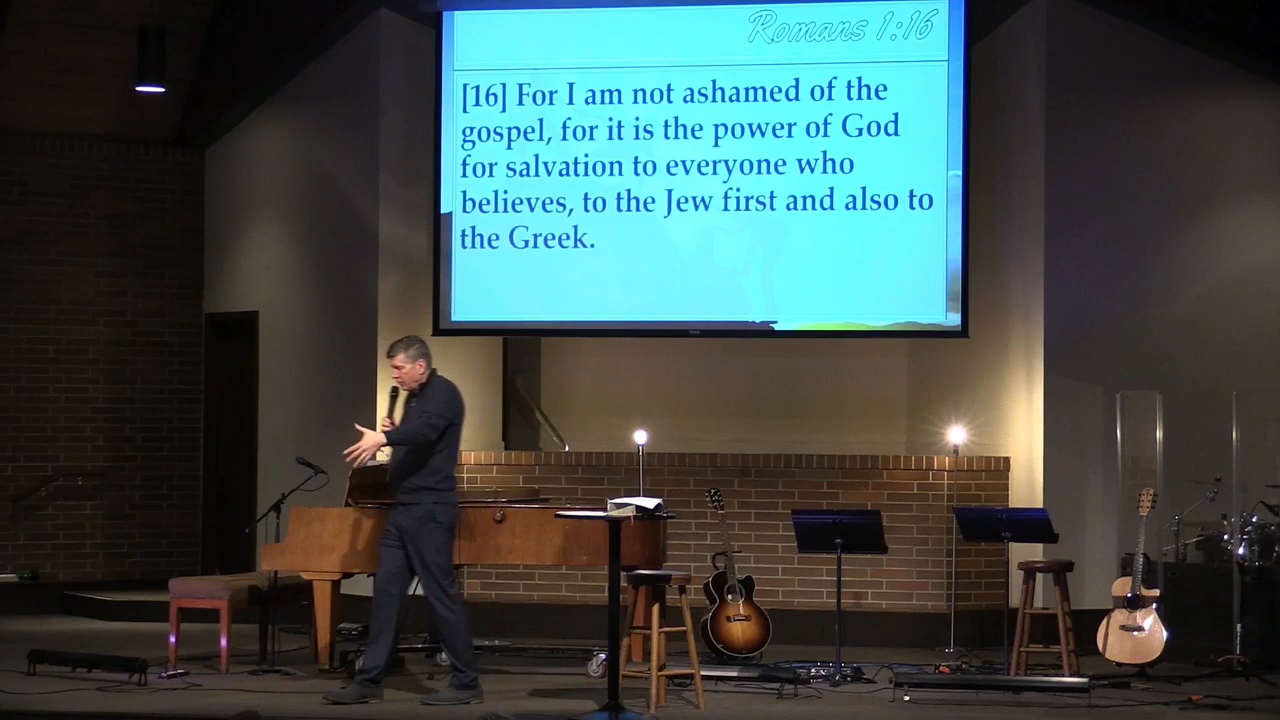 Romans 1:16
[16] For I am not ashamed of the
gospel, for it is the power of God
for salvation to everyone who
believes, to the Jew first and also to
the Greek.